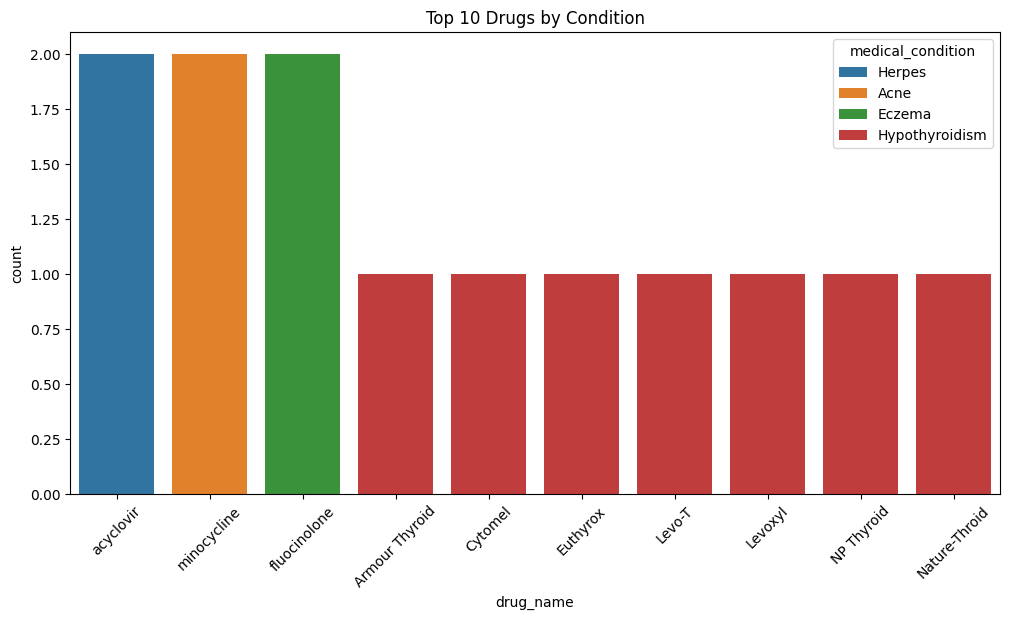 Top 10 Drugs by Condition
medical_condition
Herpes
Acne
Eczema
Hypothyroidism
count
2.00
1.75
1.50
1.25
1.00
0.75
0.50
0.25
0.00
acyclovir
minocycline
fluocinolone
Armour Thyroid
Cytomel
Euthyrox
Levo-T
Levoxyl
NP Thyroid
Nature-Throid
drug_name